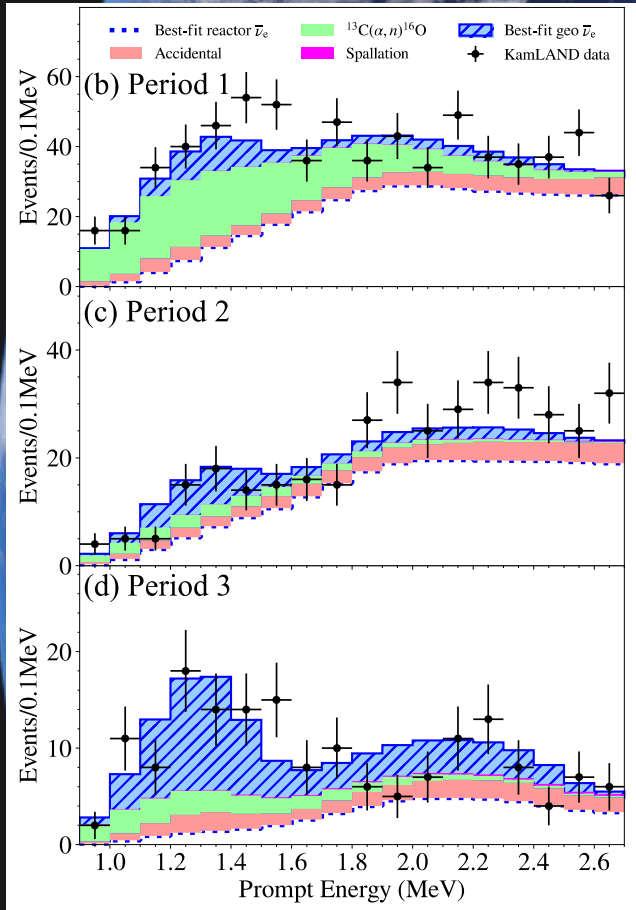 Best-fit reactor ν̅ₑ ¹³C(α, n)¹⁶O Best-fit geo ν̅ₑ
Accidental Spallation KamLAND data
(b) Period 1
60
40
20
0
Events/0.1MeV
(c) Period 2
40
20
0
Events/0.1MeV
(d) Period 3
20
10
0
Events/0.1MeV
1.0 1.2 1.4 1.6 1.8 2.0 2.2 2.4 2.6
Prompt Energy (MeV)